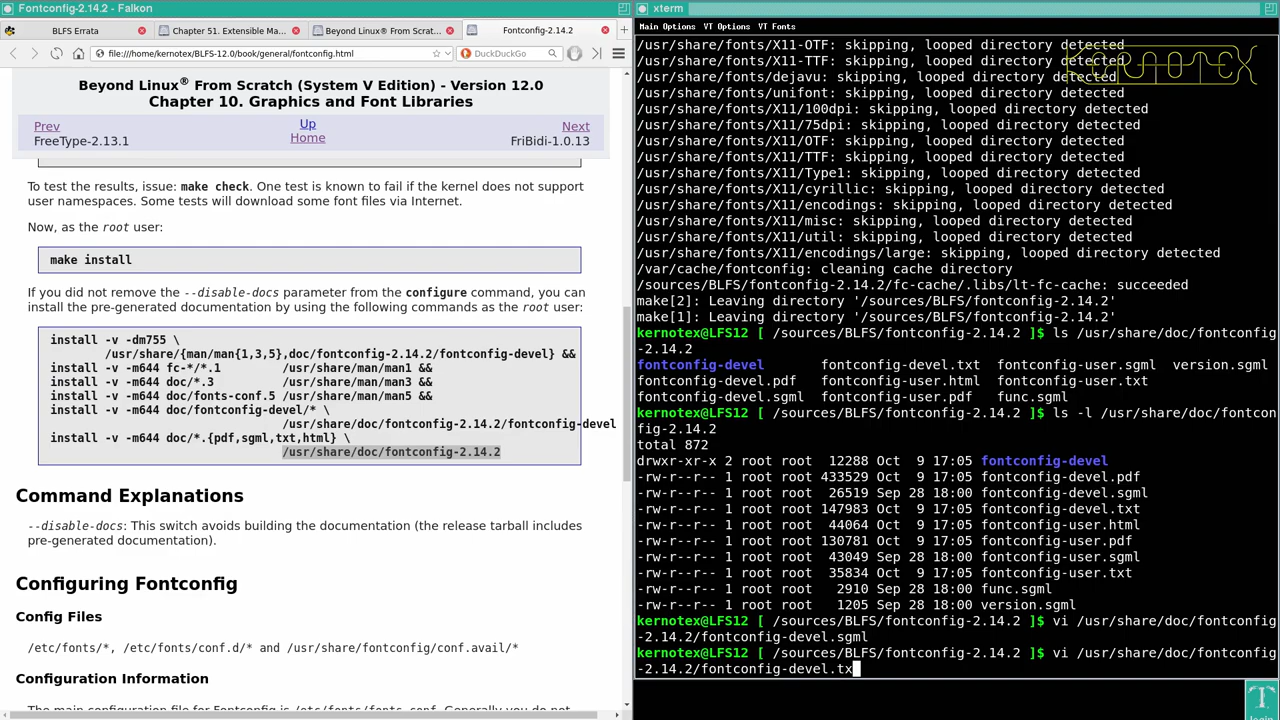 Fontconfig-2.14.2 - Falkon
BLFS Errata
Chapter 51. Extensible Ma...
Beyond Linux® From Scrat...
Fontconfig-2.14.2
file:///home/kernotex/BLFS-12.0/book/general/fontconfig.html
DuckDuckGo
Beyond Linux® From Scratch (System V Edition) - Version 12.0
Chapter 10. Graphics and Font Libraries
Prev
Up
Next
FreeType-2.13.1
Home
FriBidi-1.0.13
To test the results, issue: make check. One test is known to fail if the kernel does not support
user namespaces. Some tests will download some font files via Internet.
Now, as the root user:
make install
If you did not remove the --disable-docs parameter from the configure command, you can
install the pre-generated documentation by using the following commands as the root user:
install -v -dm755 \
/usr/share/{man/man{1,3,5},doc/fontconfig-2.14.2/fontconfig-devel} &&
install -v -m644 fc-*/*.1 /usr/share/man/man1 &&
install -v -m644 doc/*.3 /usr/share/man/man3 &&
install -v -m644 doc/fonts-conf.5 /usr/share/man/man5 &&
install -v -m644 doc/fontconfig-devel/* \
/usr/share/doc/fontconfig-2.14.2/fontconfig-devel
install -v -m644 doc/*.{pdf,sgml,txt,html} \
/usr/share/doc/fontconfig-2.14.2
Command Explanations
--disable-docs: This switch avoids building the documentation (the release tarball includes
pre-generated documentation).
Configuring Fontconfig
Config Files
/etc/fonts/*, /etc/fonts/conf.d/* and /usr/share/fontconfig/conf.avail/*
Configuration Information
The main configuration file for Fontconfig is /etc/fonts/fonts.conf. Generally you do not
xterm
Main Options VT Options VT Fonts
KERNOTEX
/usr/share/fonts/X11-OTF: skipping, looped directory detected
/usr/share/fonts/X11-TTF: skipping, looped directory detected
/usr/share/fonts/dejavu: skipping, looped directory detected
/usr/share/fonts/unifont: skipping, looped directory detected
/usr/share/fonts/X11/100dpi: skipping, looped directory detected
/usr/share/fonts/X11/75dpi: skipping, looped directory detected
/usr/share/fonts/X11/OTF: skipping, looped directory detected
/usr/share/fonts/X11/TTF: skipping, looped directory detected
/usr/share/fonts/X11/Type1: skipping, looped directory detected
/usr/share/fonts/X11/cyrillic: skipping, looped directory detected
/usr/share/fonts/X11/encodings: skipping, looped directory detected
/usr/share/fonts/X11/misc: skipping, looped directory detected
/usr/share/fonts/X11/util: skipping, looped directory detected
/usr/share/fonts/X11/encodings/large: skipping, looped directory detected
/var/cache/fontconfig: cleaning cache directory
/sources/BLFS/fontconfig-2.14.2/fc-cache/.libs/lt-fc-cache: succeeded
make[2]: Leaving directory '/sources/BLFS/fontconfig-2.14.2'
make[1]: Leaving directory '/sources/BLFS/fontconfig-2.14.2'
kernotex@LFS12 [ /sources/BLFS/fontconfig-2.14.2 ]$ ls /usr/share/doc/fontconfig
-2.14.2
fontconfig-devel fontconfig-devel.txt fontconfig-user.sgml version.sgml
fontconfig-devel.pdf fontconfig-user.html fontconfig-user.txt
fontconfig-devel.sgml fontconfig-user.pdf func.sgml
kernotex@LFS12 [ /sources/BLFS/fontconfig-2.14.2 ]$ ls -l /usr/share/doc/fontcon
fig-2.14.2
total 872
drwxr-xr-x 2 root root 12288 Oct 9 17:05 fontconfig-devel
-rw-r--r-- 1 root root 433529 Oct 9 17:05 fontconfig-devel.pdf
-rw-r--r-- 1 root root 26519 Sep 28 18:00 fontconfig-devel.sgml
-rw-r--r-- 1 root root 147983 Oct 9 17:05 fontconfig-devel.txt
-rw-r--r-- 1 root root 44064 Oct 9 17:05 fontconfig-user.html
-rw-r--r-- 1 root root 130781 Oct 9 17:05 fontconfig-user.pdf
-rw-r--r-- 1 root root 43049 Sep 28 18:00 fontconfig-user.sgml
-rw-r--r-- 1 root root 35834 Oct 9 17:05 fontconfig-user.txt
-rw-r--r-- 1 root root 2910 Sep 28 18:00 func.sgml
-rw-r--r-- 1 root root 1205 Sep 28 18:00 version.sgml
kernotex@LFS12 [ /sources/BLFS/fontconfig-2.14.2 ]$ vi /usr/share/doc/fontconfig
-2.14.2/fontconfig-devel.sgml
kernotex@LFS12 [ /sources/BLFS/fontconfig-2.14.2 ]$ vi /usr/share/doc/fontconfig
-2.14.2/fontconfig-devel.tx
login